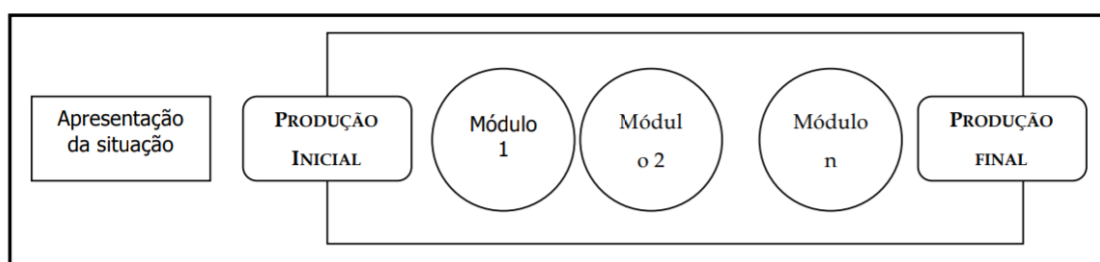 Apresentação
da situação
PRODUÇÃO
INICIAL
Módulo
1
Módul
o 2
Módulo
n
PRODUÇÃO
FINAL